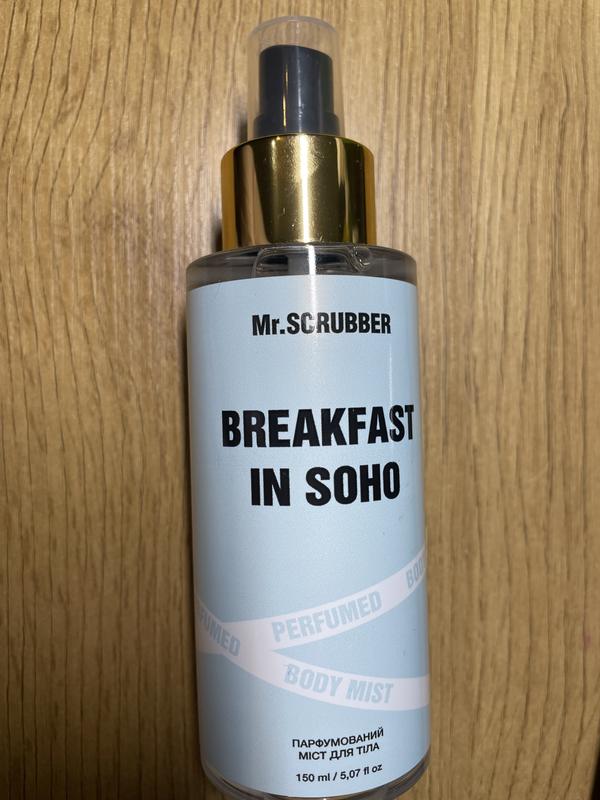 Mr.SCRUBBER
BREAKFAST
IN SOHO
PERFUMED
BODY MIST
ПАРФУМОВАНИЙ
МІСТ ДЛЯ ТІЛА
150 ml / 5,07 fl oz